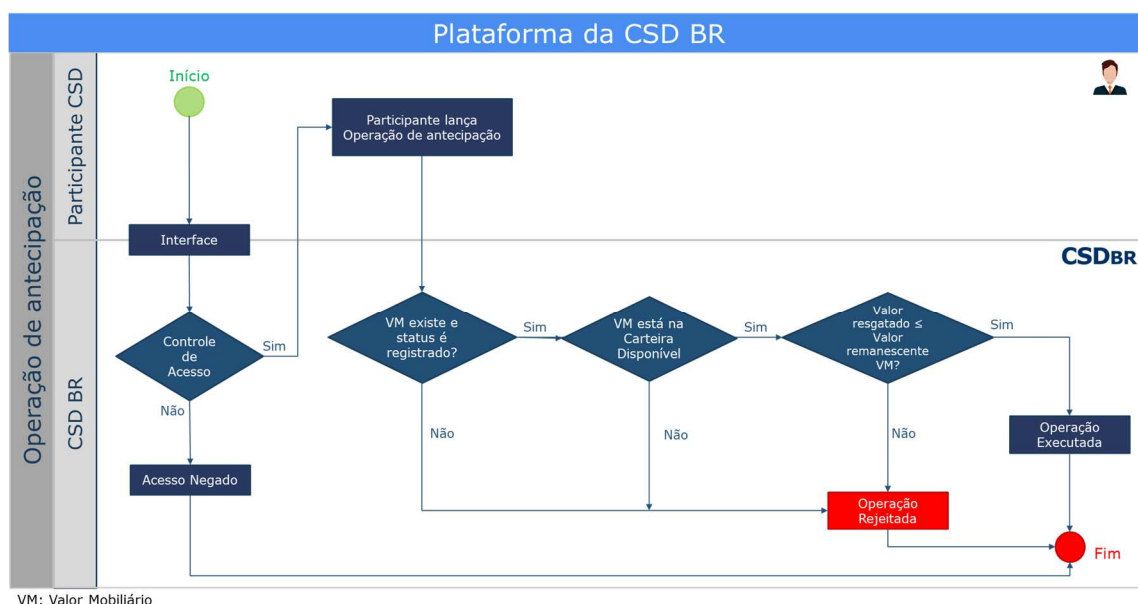 Plataforma da CSD BR
Operação de antecipação
Participante CSD
Início
Participante lança
Operação de antecipação
Interface
CSD BR
CSDBR
Controle
de
Acesso
Sim
Não
Acesso Negado
VM existe e
status é
registrado?
Sim
Não
VM está na
Carteira
Disponível
Sim
Não
Valor
resgatado ≤
Valor
remanescente
VM?
Sim
Não
Operação
Executada
Operação
Rejeitada
Fim
VM: Valor Mobiliário